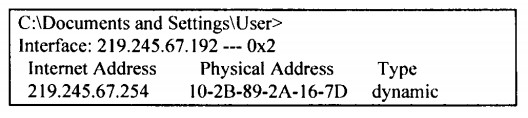 C:\Documents and Settings\User>
Interface: 219.245.67.192 --- 0x2
Internet Address Physical Address Type
219.245.67.254 10-2B-89-2A-16-7D dynamic